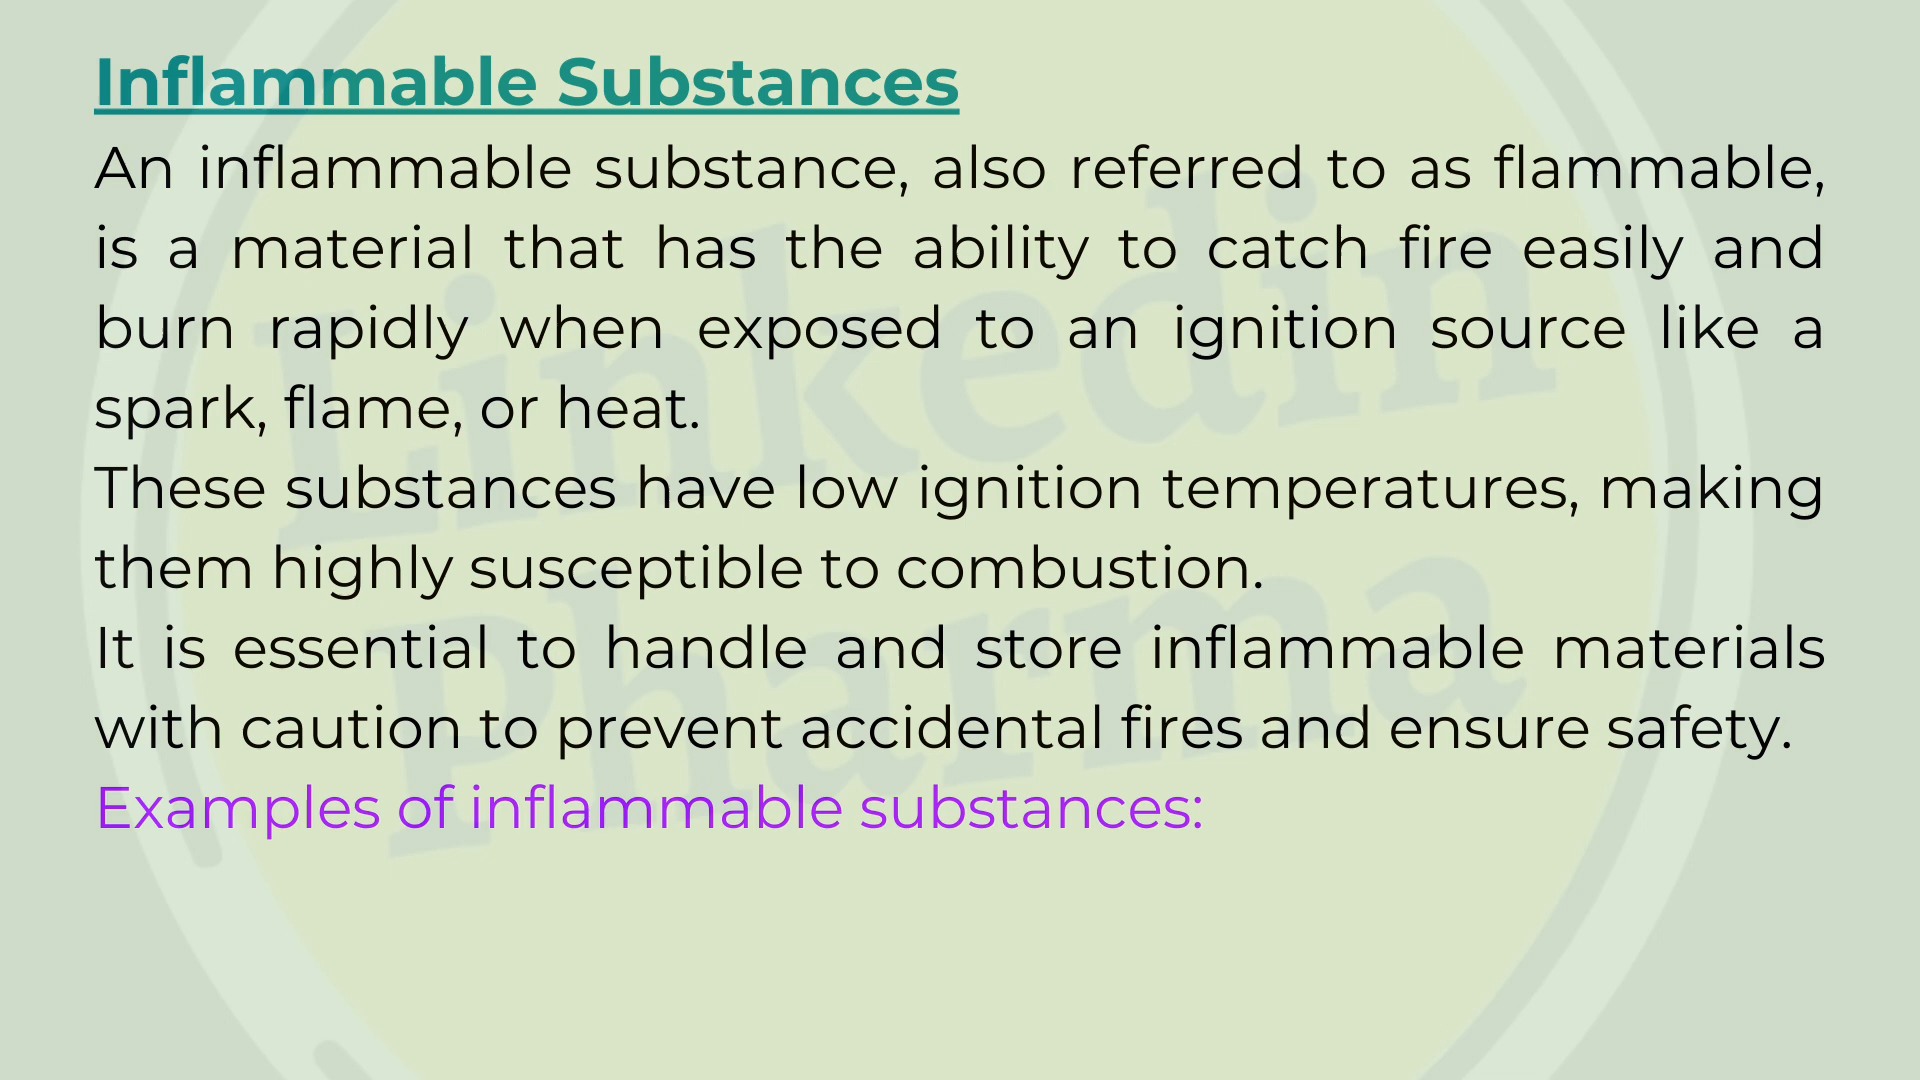 Inflammable Substances
An inflammable substance, also referred to as flammable,
is a material that has the ability to catch fire easily and
burn rapidly when exposed to an ignition source like a
spark, flame, or heat.
These substances have low ignition temperatures, making
them highly susceptible to combustion.
It is essential to handle and store inflammable materials
with caution to prevent accidental fires and ensure safety.
Examples of inflammable substances:
Linkedin
Pharma